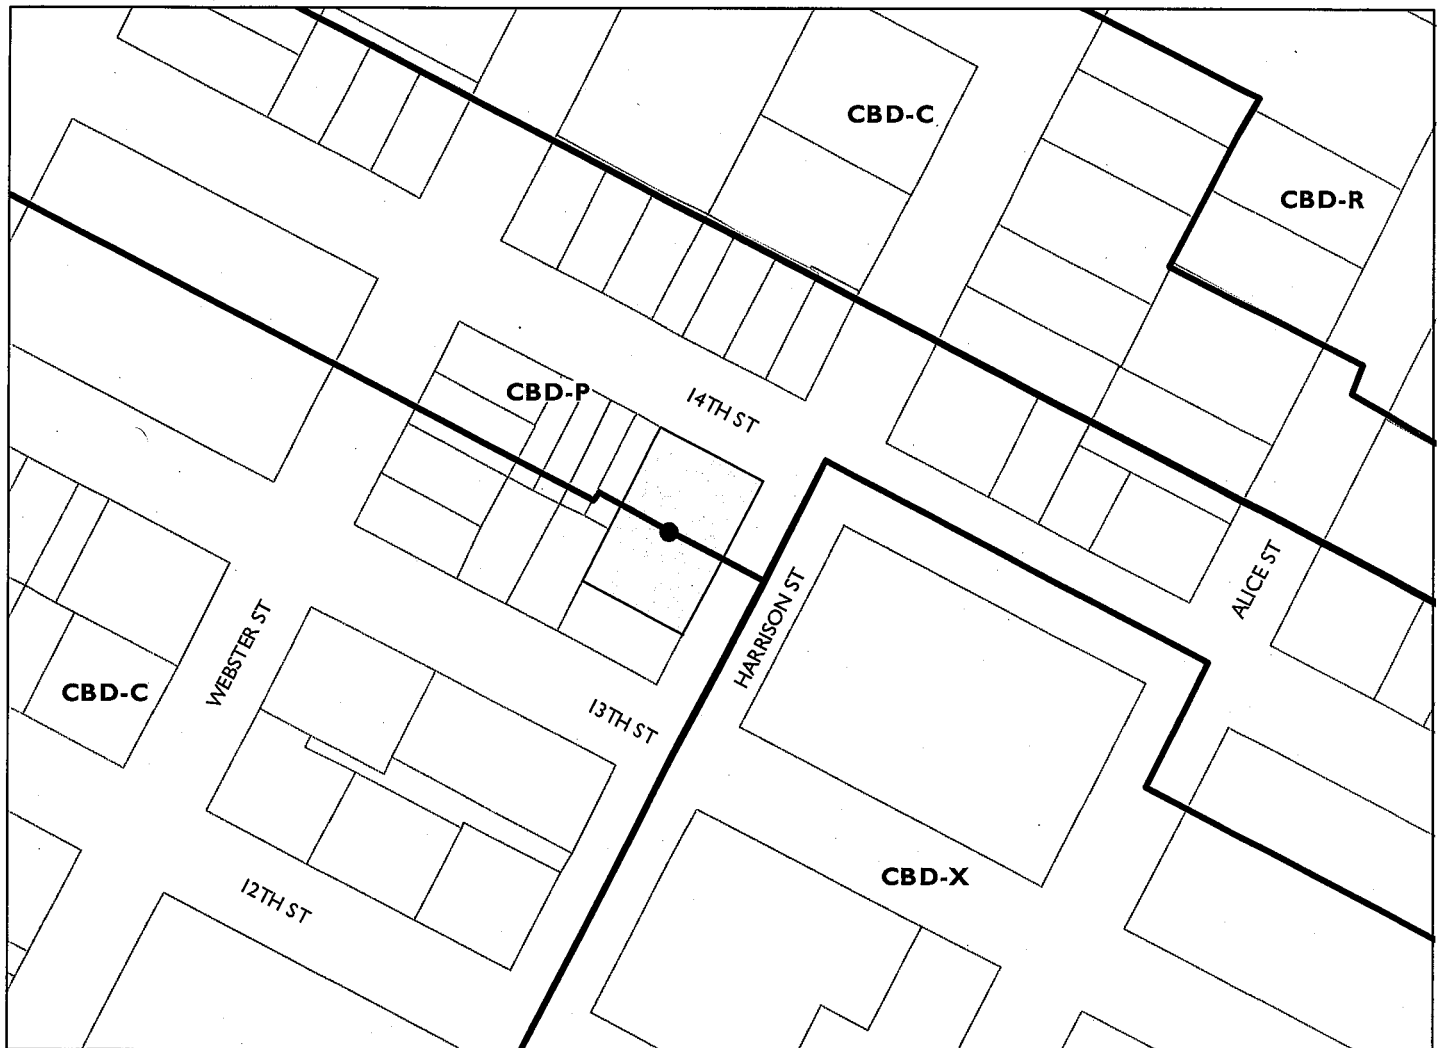 CBD-C
CBD-R
CBD-P
14TH ST
ALICE ST
HARRISON ST
WEBSTER ST
CBD-C
13TH ST
CBD-X
12TH ST